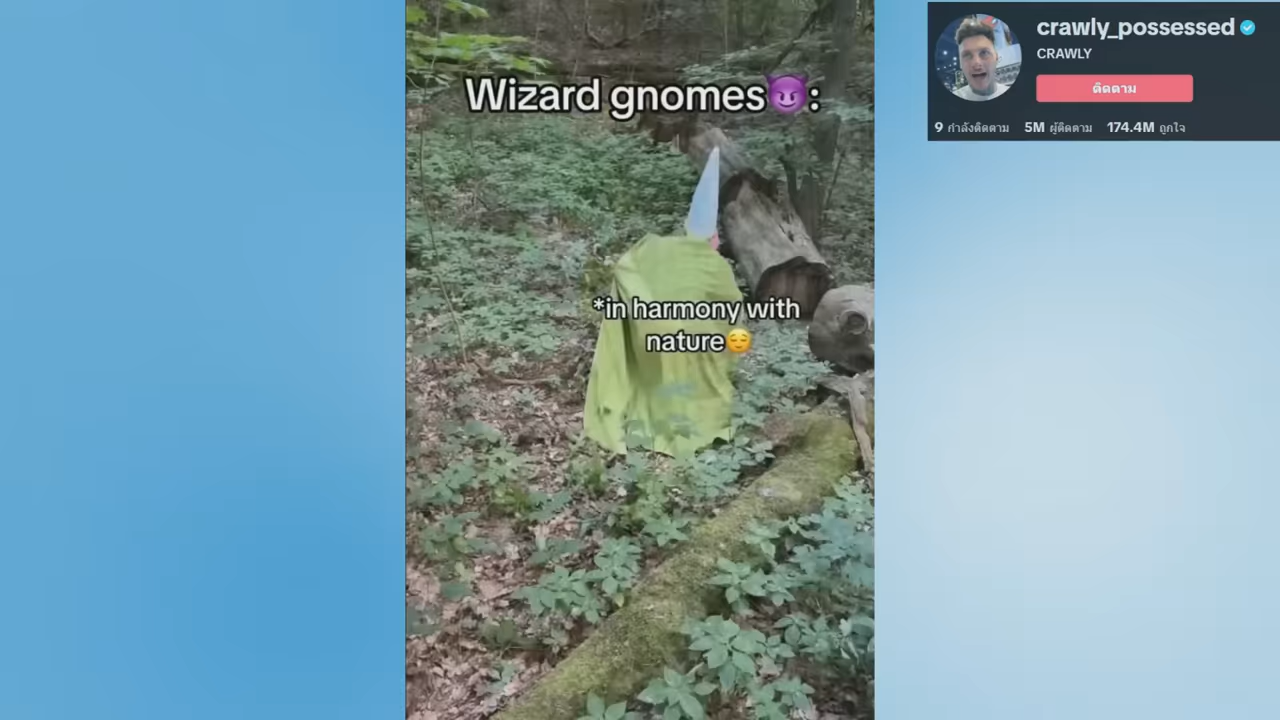 Wizard gnomes😈:
*in harmony with
nature😌
crawly_possessed
CRAWLY
ติดตาม
9 กำลังติดตาม 5M ผู้ติดตาม 174.4M ถูกใจ